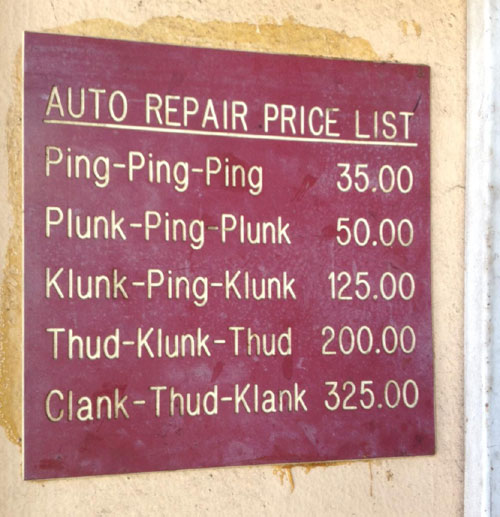 AUTO REPAIR PRICE LIST
Ping-Ping-Ping 35.00
Plunk-Ping-Plunk 50.00
Klunk-Ping-Klunk 125.00
Thud-Klunk-Thud 200.00
Clank-Thud-Klank 325.00